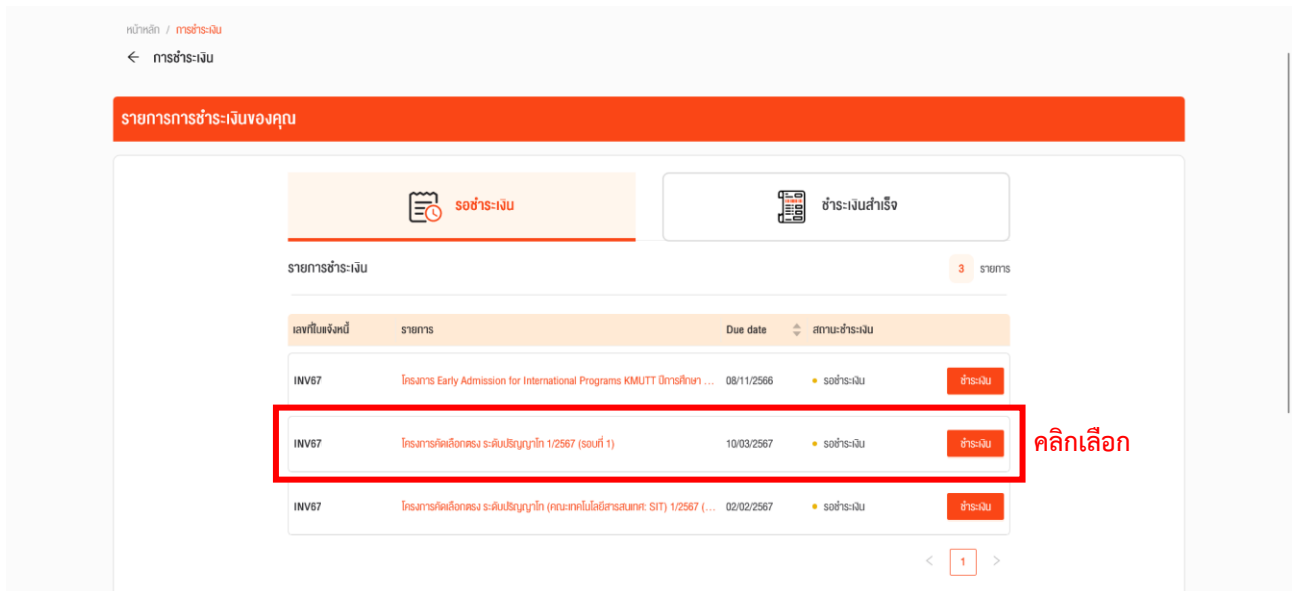 หน้าหลัก / การชำระเงิน
← การชำระเงิน
รายการการชำระเงินของคุณ
รอชำระเงิน ชำระเงินสำเร็จ
รายการชำระเงิน 3 รายการ
เลขที่ใบแจ้งหนี้ รายการ Due date สถานะชำระเงิน
INV67 โครงการ Early Admission for International Programs KMUTT ปีการศึกษา ... 08/11/2566 รอชำระเงิน ชำระเงิน
INV67 โครงการคัดเลือกตรง ระดับปริญญาโท 1/2567 (รอบที่ 1) 10/03/2567 รอชำระเงิน ชำระเงิน คลิกเลือก
INV67 โครงการคัดเลือกตรง ระดับปริญญาโท (คณะเทคโนโลยีสารสนเทศ: SIT) 1/2567 (... 02/02/2567 รอชำระเงิน ชำระเงิน
< 1 >